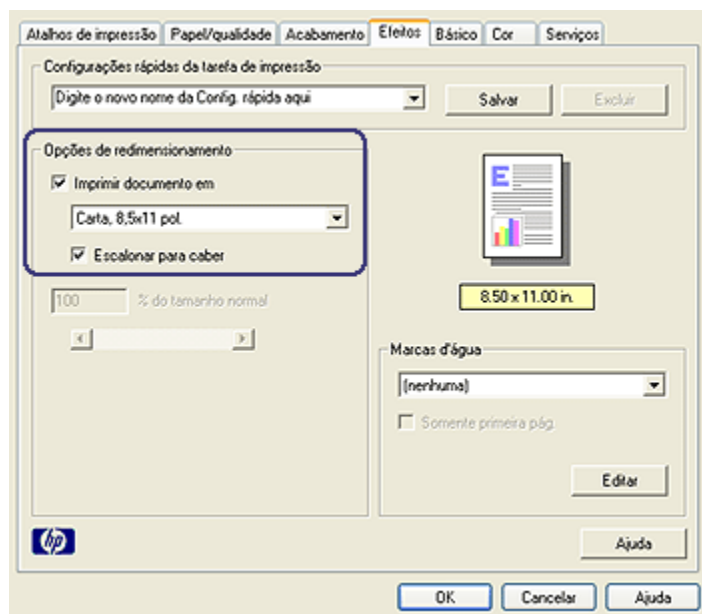 Atalhos de impressão Papel/qualidade Acabamento Efeitos Básico Cor Serviços
Configurações rápidas da tarefa de impressão
Digite o novo nome da Config. rápida aqui Salvar Excluir
Opções de redimensionamento
Imprimir documento em
E
Carta, 8,5x11 pol.
Escalonar para caber
8.50 x 11.00 in.
100 % do tamanho normal
Marcas d'água
(nenhuma)
Somente primeira pág.
Editar
hp Ajuda
OK Cancelar Ajuda